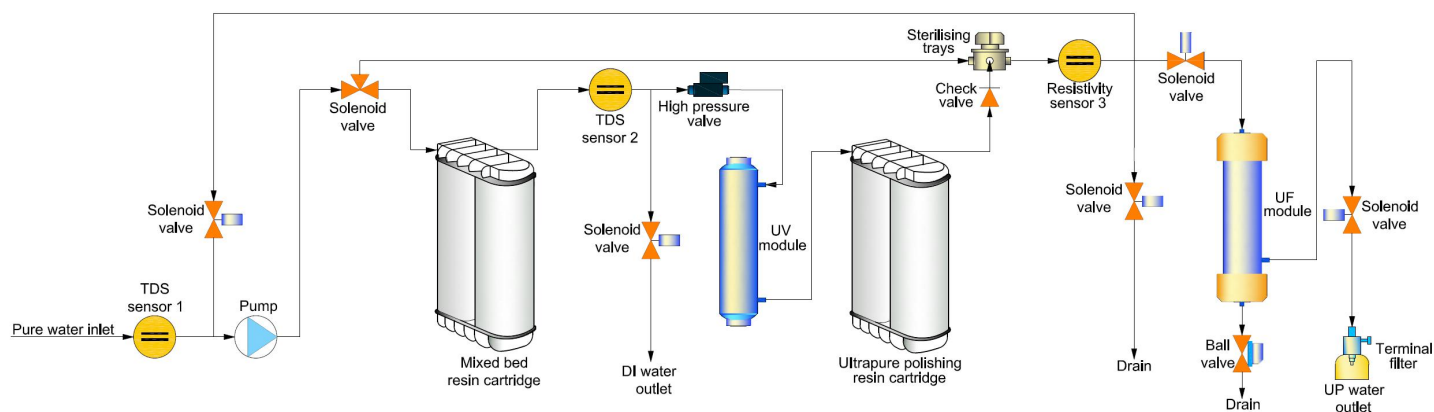 Pure water inlet
TDS
sensor 1
Solenoid
valve
Pump
Solenoid
valve
Mixed bed
resin cartridge
TDS
sensor 2
Solenoid
valve
DI water
outlet
High pressure
valve
UV
module
Ultrapure polishing
resin cartridge
Sterilising
trays
Check
valve
Resistivity
sensor 3
Solenoid
valve
Drain
Solenoid
valve
UF
module
Ball
valve
Drain
Solenoid
valve
Terminal
filter
UP water
outlet